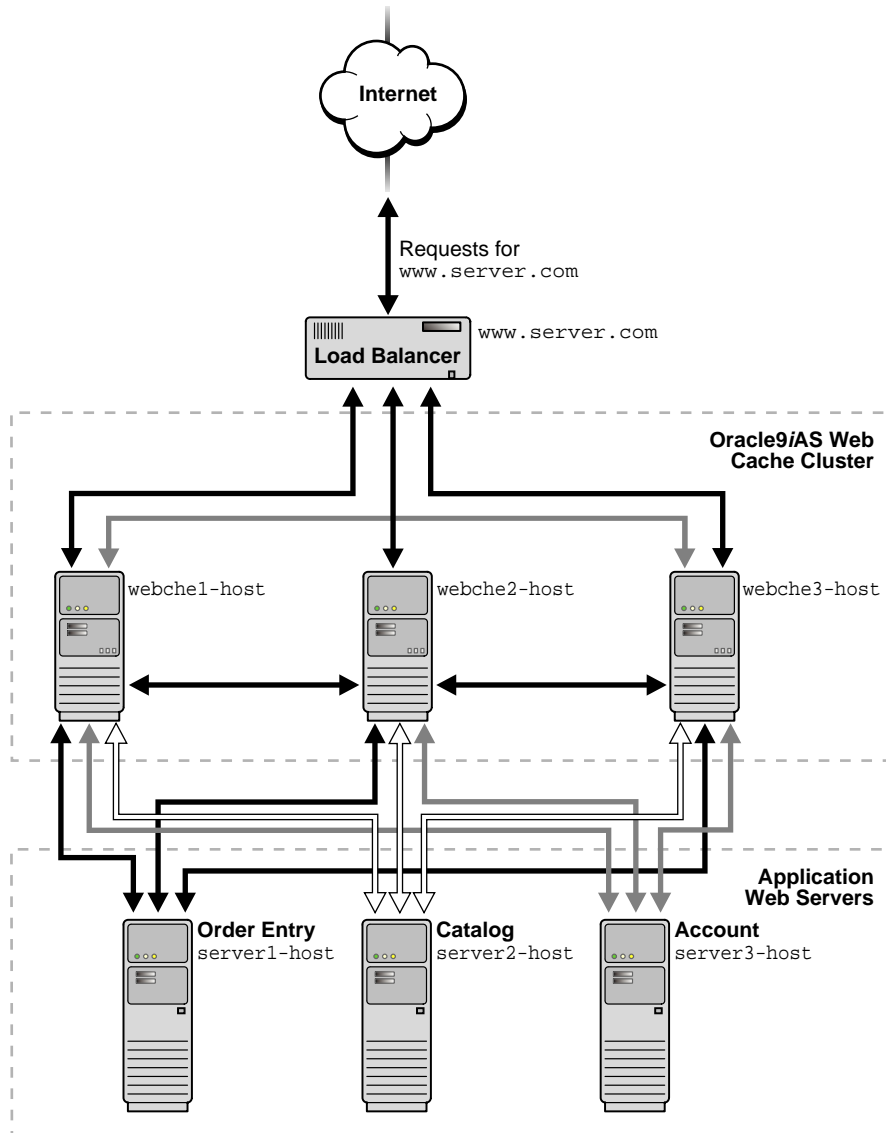 Internet
Requests for
www.server.com
www.server.com
Load Balancer
Oracle9iAS Web
Cache Cluster
webche1-host
webche2-host
webche3-host
Application
Web Servers
Order Entry
server1-host
Catalog
server2-host
Account
server3-host